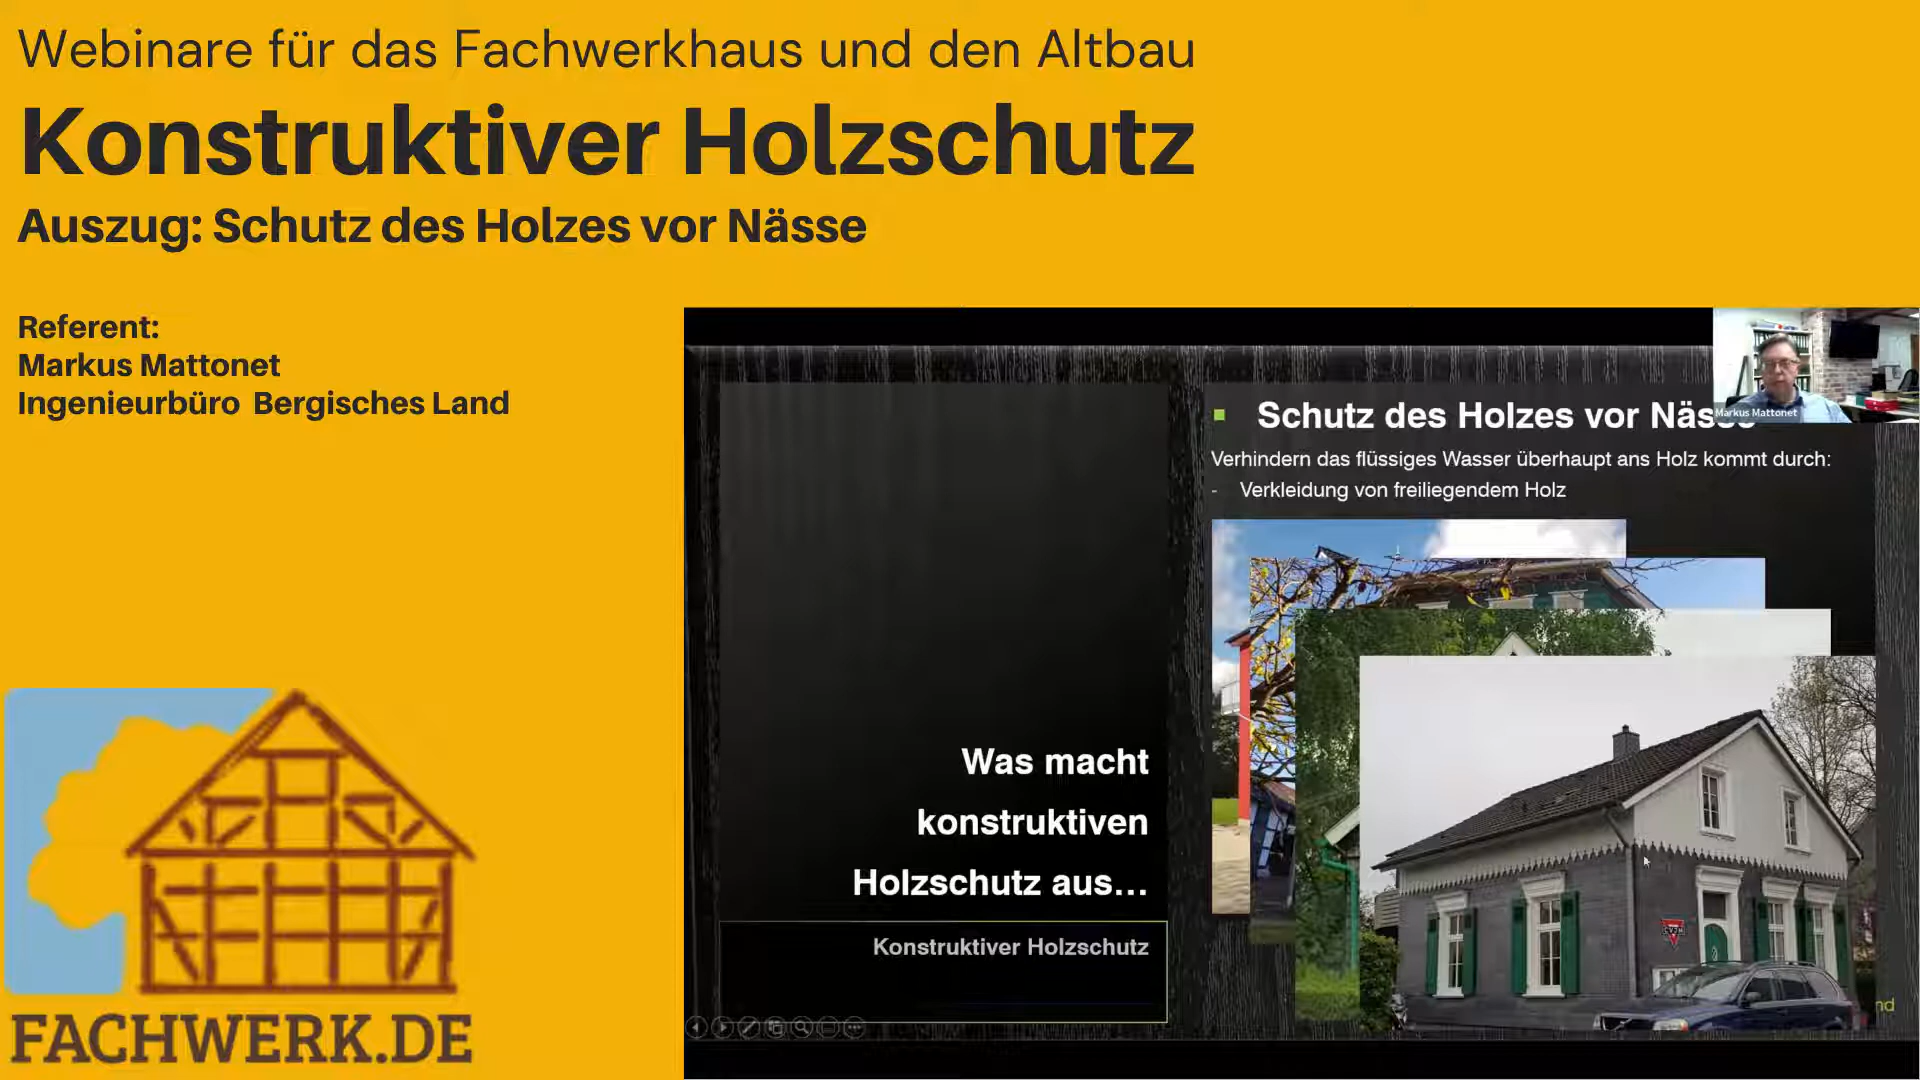 Webinare für das Fachwerkhaus und den Altbau
Konstruktiver Holzschutz
Auszug: Schutz des Holzes vor Nässe
Referent:
Markus Mattonet
Ingenieurbüro Bergisches Land
Markus Mattonet
Schutz des Holzes vor Nässe
Verhindern das flüssiges Wasser überhaupt ans Holz kommt durch:
- Verkleidung von freiliegendem Holz
Was macht
konstruktiven
Holzschutz aus...
Konstruktiver Holzschutz
nd
FACHWERK.DE